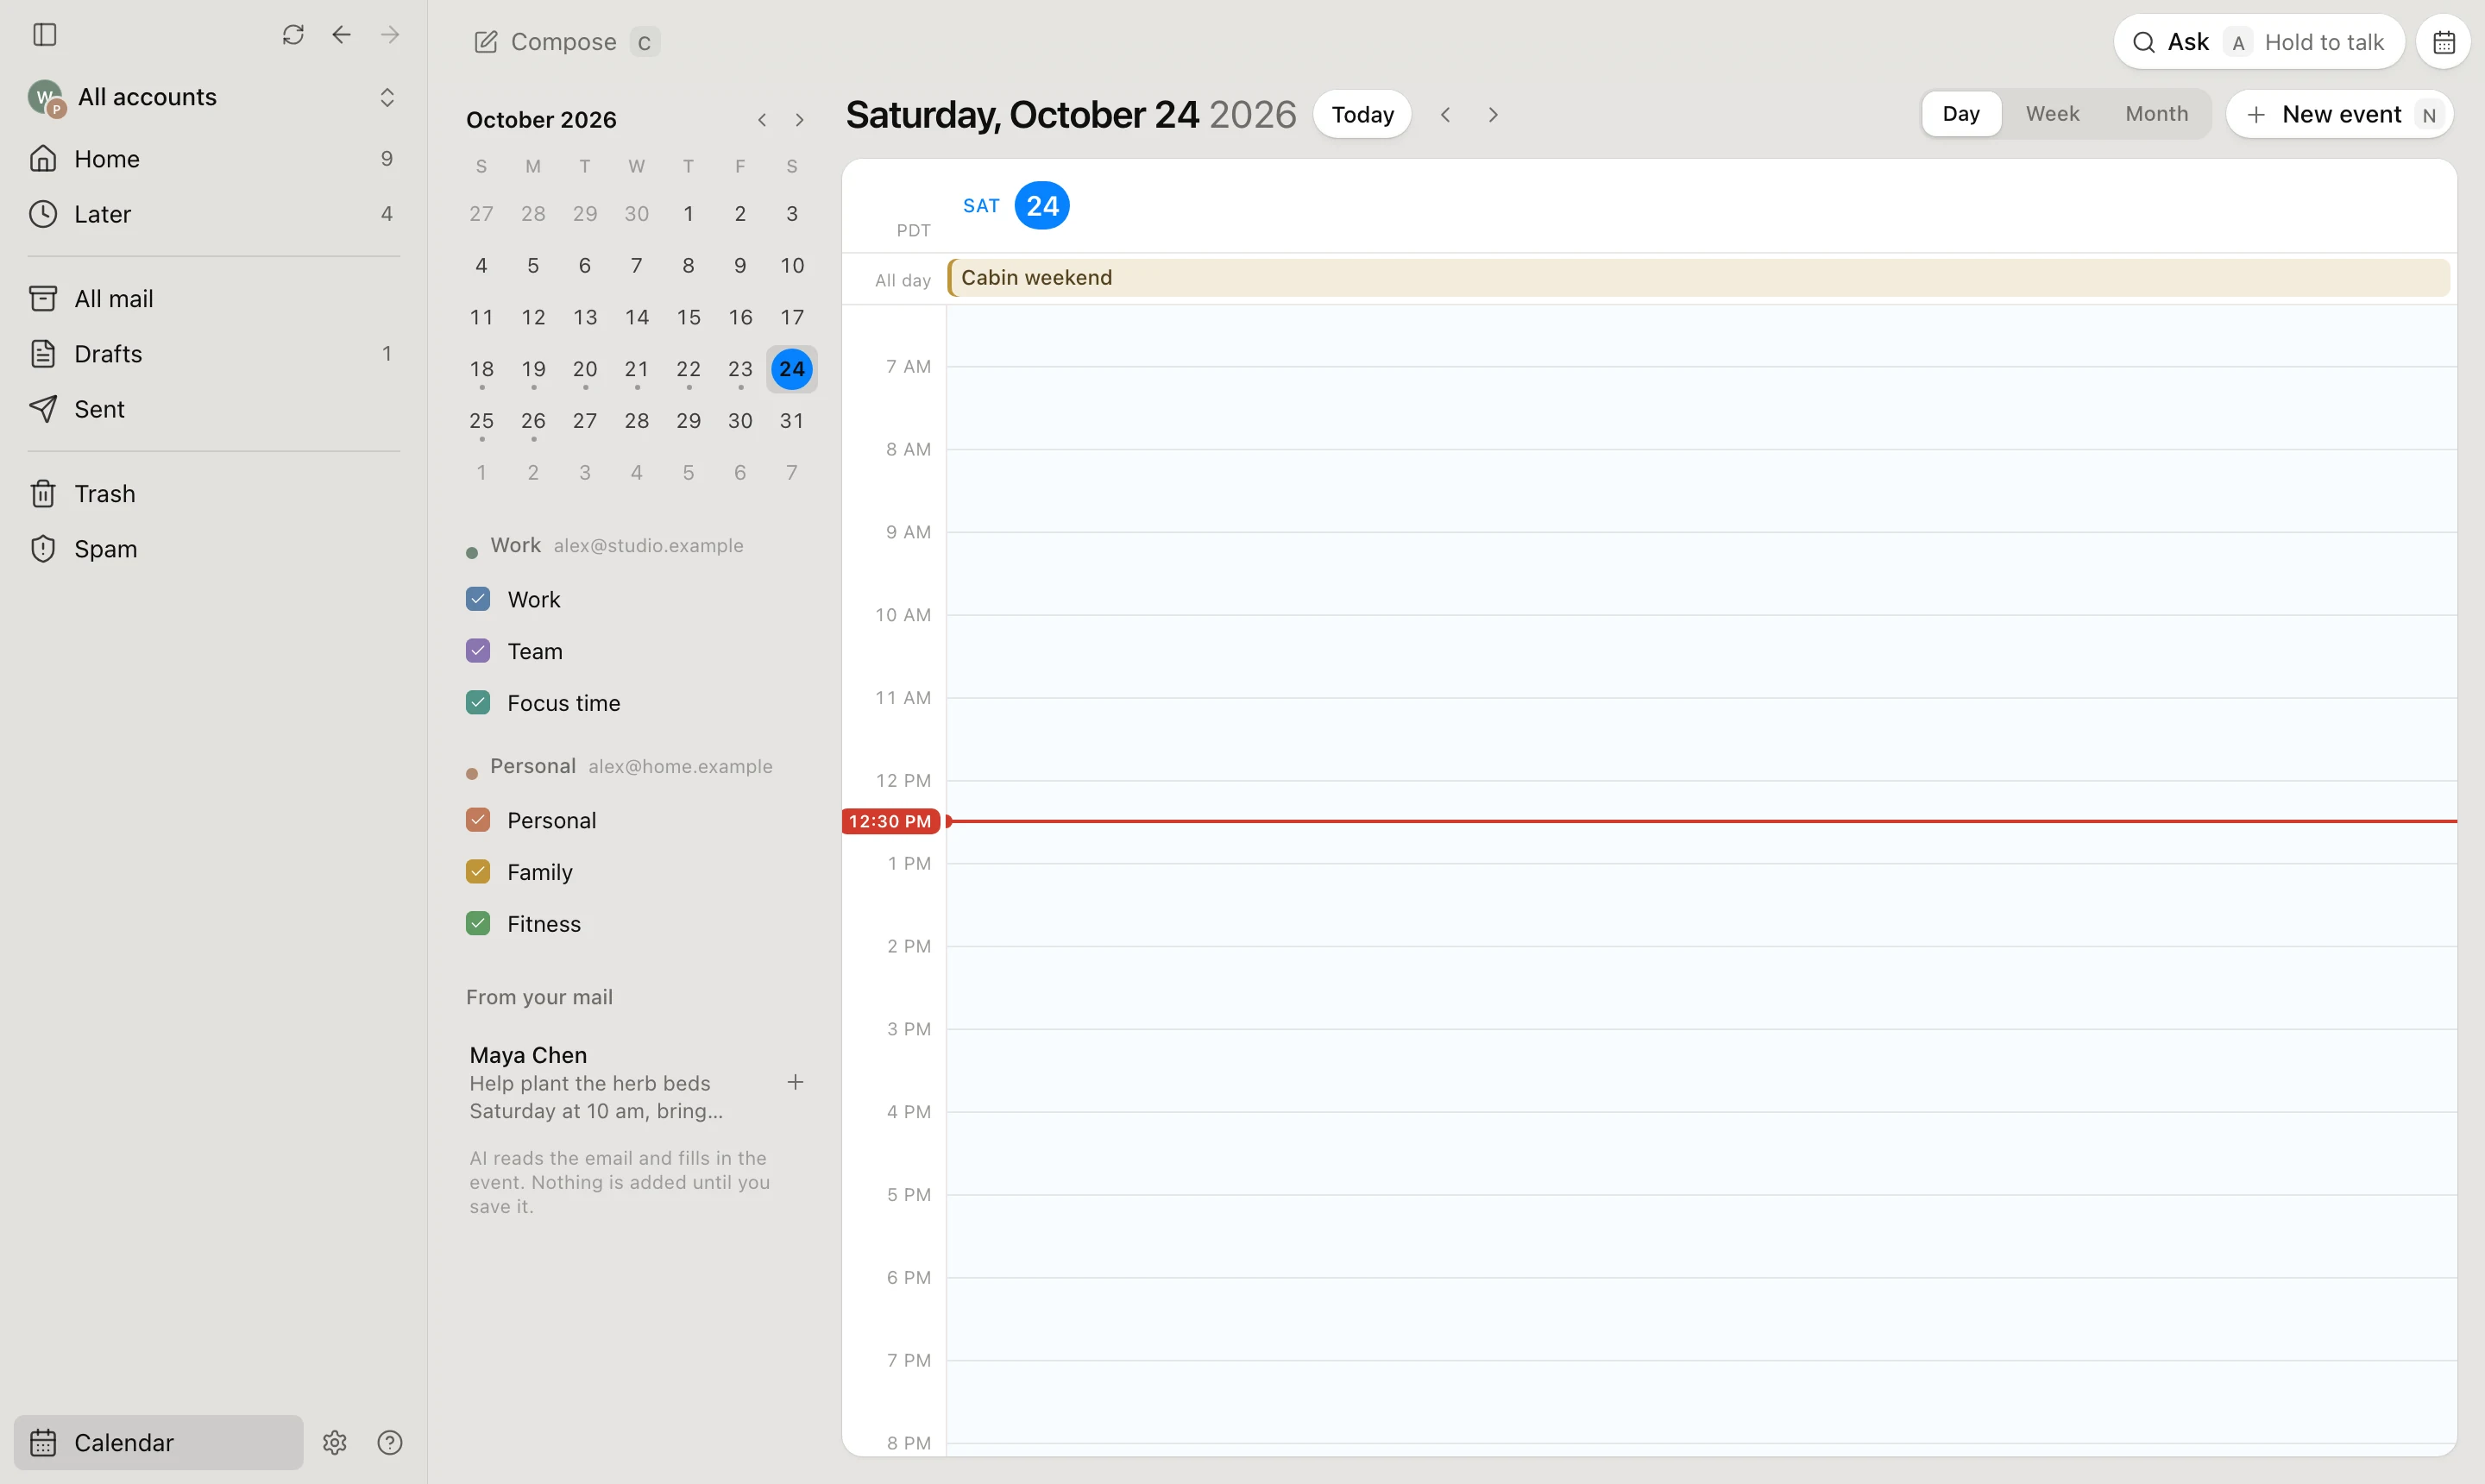 W
P
All accounts
Home 9
Later 4
All mail
Drafts 1
Sent
Trash
Spam
Calendar
Compose C
October 2026
S M T W T F S
27 28 29 30 1 2 3
4 5 6 7 8 9 10
11 12 13 14 15 16 17
18 19 20 21 22 23 24
25 26 27 28 29 30 31
1 2 3 4 5 6 7
Work alex@studio.example
Work
Team
Focus time
Personal alex@home.example
Personal
Family
Fitness
From your mail
Maya Chen
Help plant the herb beds
Saturday at 10 am, bring...
AI reads the email and fills in the
event. Nothing is added until you
save it.
Ask A Hold to talk
Saturday, October 24 2026 Today
Day Week Month
New event N
SAT 24
PDT
All day Cabin weekend
7 AM
8 AM
9 AM
10 AM
11 AM
12 PM
12:30 PM
1 PM
2 PM
3 PM
4 PM
5 PM
6 PM
7 PM
8 PM